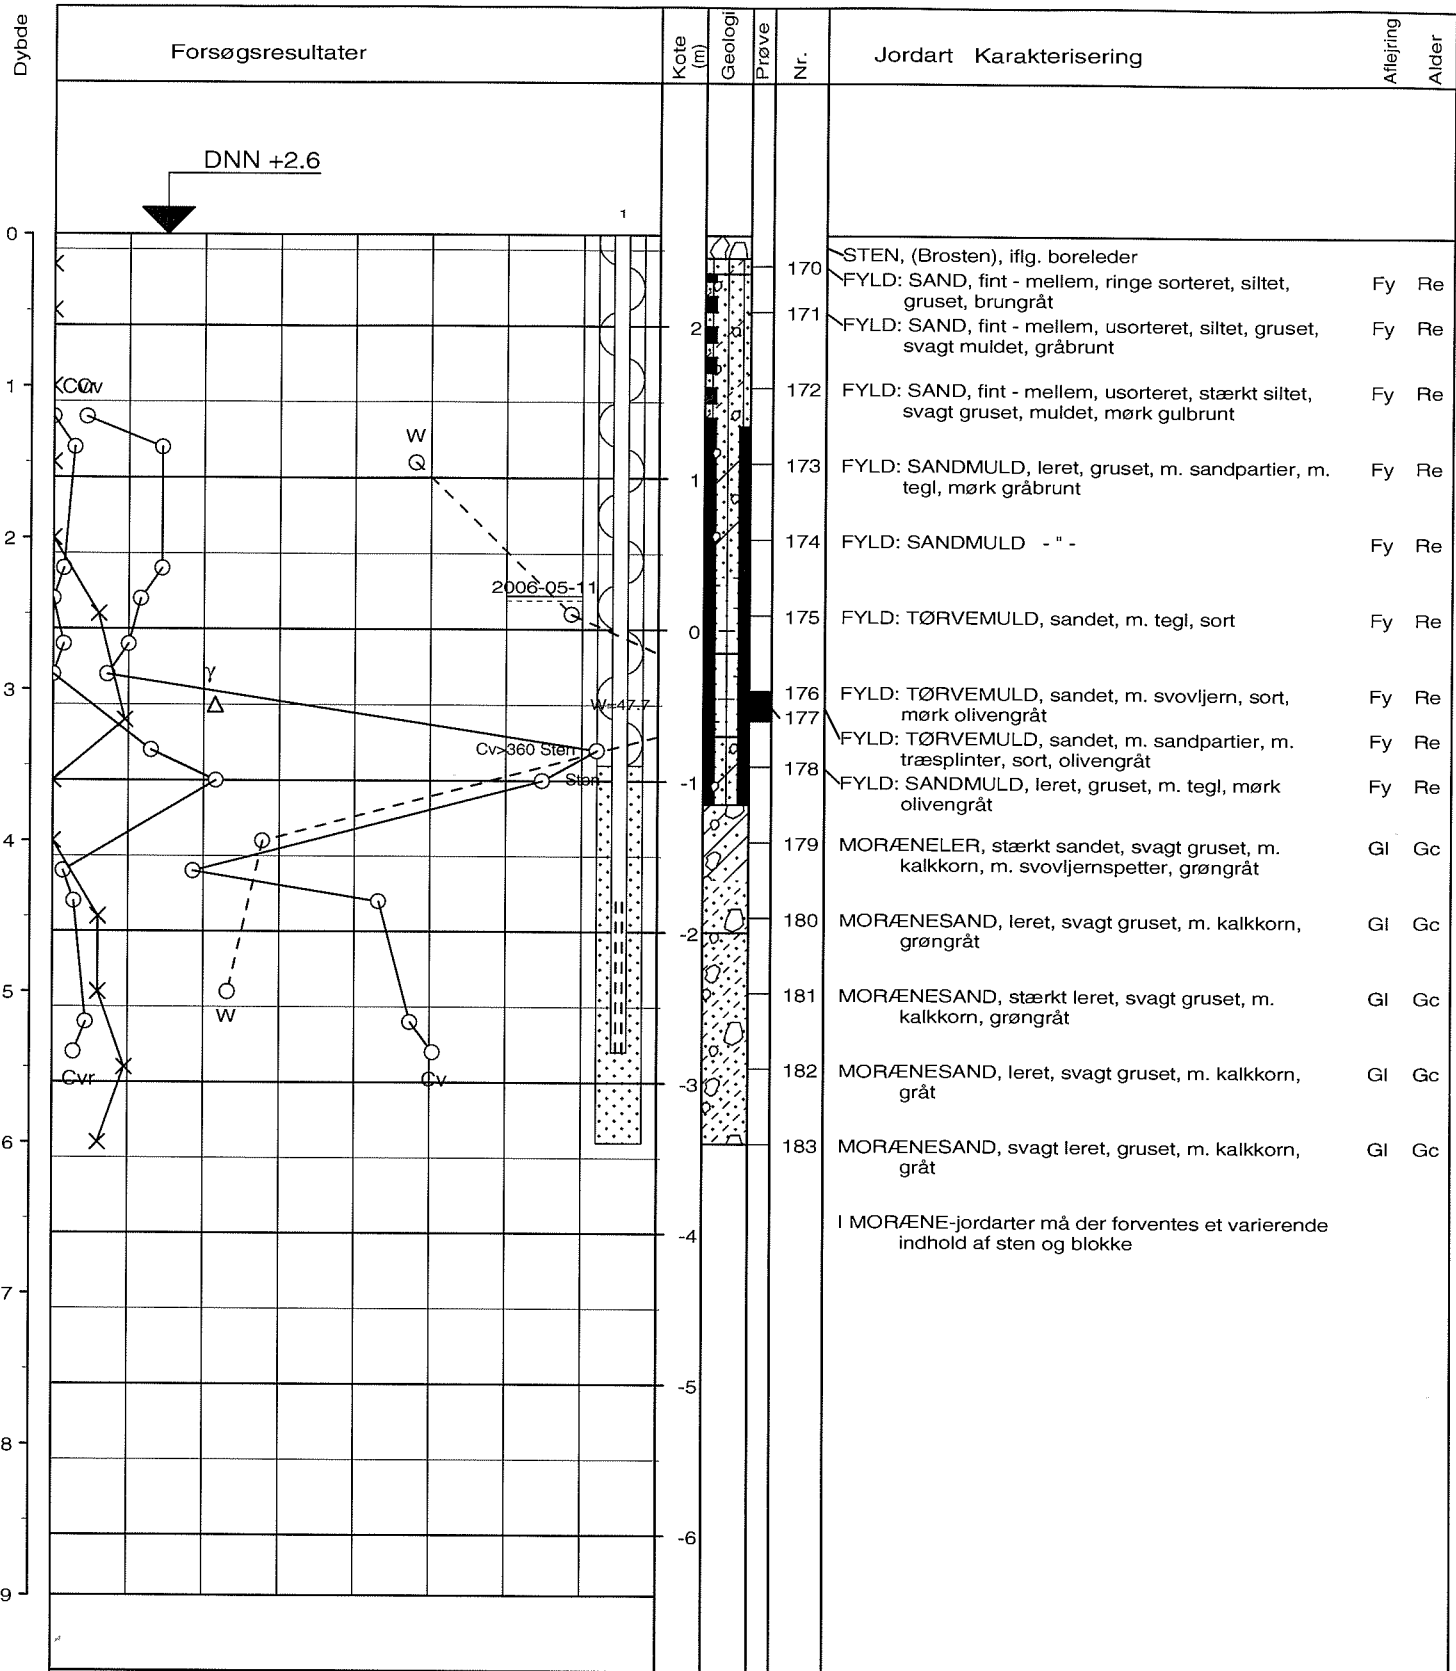 Dybde
Forsøgsresultater
Kote (m)
Geologi
Prøve
Nr.
Jordart Karakterisering
Aflejring
Alder
DNN +2.6
1
0
1
2
3
4
5
6
7
8
9
2
1
0
-1
-2
-3
-4
-5
-6
W
2006-05-11
γ
W=47.7
Cv>360 Sten
Sten
W
Cvr
Cv
STEN, (Brosten), iflg. boreleder
170 FYLD: SAND, fint - mellem, ringe sorteret, siltet, Fy Re
gruset, brungråt
171 FYLD: SAND, fint - mellem, usorteret, siltet, gruset, Fy Re
svagt muldet, gråbrunt
172 FYLD: SAND, fint - mellem, usorteret, stærkt siltet, Fy Re
svagt gruset, muldet, mørk gulbrunt
173 FYLD: SANDMULD, leret, gruset, m. sandpartier, m. Fy Re
tegl, mørk gråbrunt
174 FYLD: SANDMULD - " - Fy Re
175 FYLD: TØRVEMULD, sandet, m. tegl, sort Fy Re
176 FYLD: TØRVEMULD, sandet, m. svovljern, sort, Fy Re
mørk olivengråt
177 FYLD: TØRVEMULD, sandet, m. sandpartier, m. Fy Re
træsplinter, sort, olivengråt
178 FYLD: SANDMULD, leret, gruset, m. tegl, mørk Fy Re
olivengråt
179 MORÆNELER, stærkt sandet, svagt gruset, m. Gl Gc
kalkkorn, m. svovljernspetter, grøngråt
180 MORÆNESAND, leret, svagt gruset, m. kalkkorn, Gl Gc
grøngråt
181 MORÆNESAND, stærkt leret, svagt gruset, m. Gl Gc
kalkkorn, grøngråt
182 MORÆNESAND, leret, svagt gruset, m. kalkkorn, Gl Gc
gråt
183 MORÆNESAND, svagt leret, gruset, m. kalkkorn, Gl Gc
gråt
I MORÆNE-jordarter må der forventes et varierende
indhold af sten og blokke